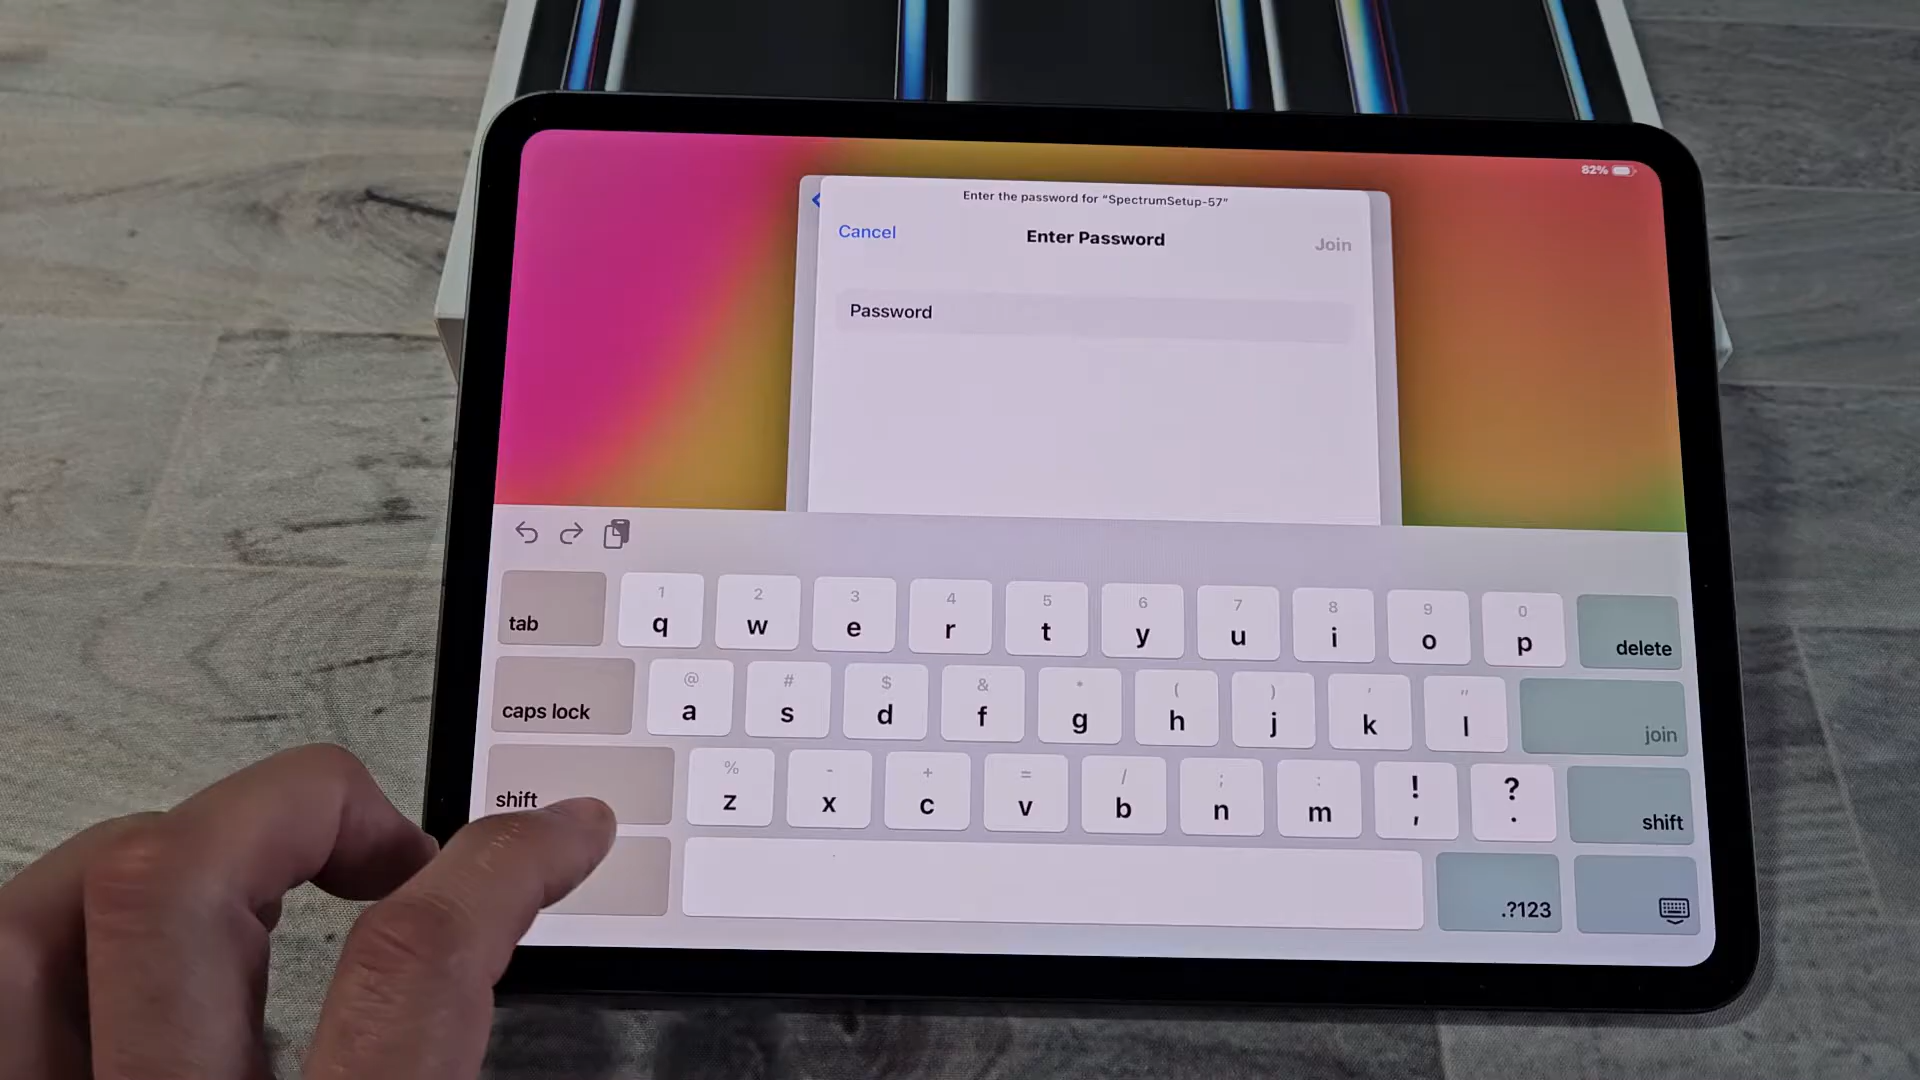 82%
Enter the password for “SpectrumSetup-57”
Cancel Enter Password Join
Password
1 2 3 4 5 6 7 8 9 0
tab q w e r t y u i o p delete
@ # $ & * ( ) ' "
caps lock a s d f g h j k l join
% - + = / ; : ! ?
shift z x c v b n m , . shift
.?123